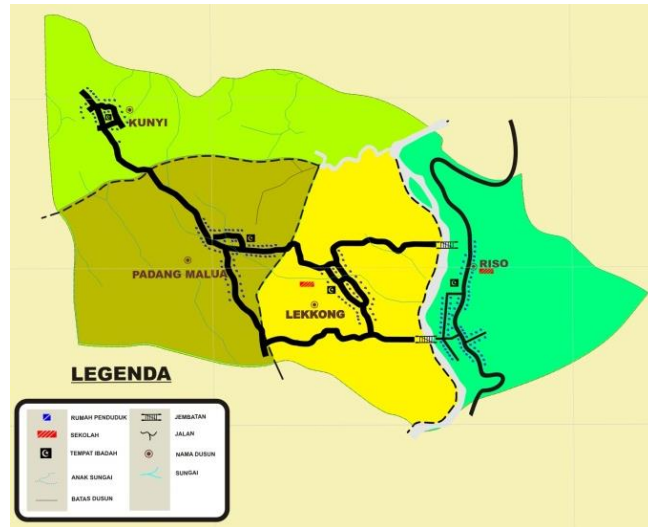 KUNYI
RISO
PADANG MALUA
LEKKONG
LEGENDA
RUMAH PENDUDUK
JEMBATAN
SEKOLAH
JALAN
TEMPAT IBADAH
NAMA DUSUN
ANAK SUNGAI
SUNGAI
BATAS DUSUN